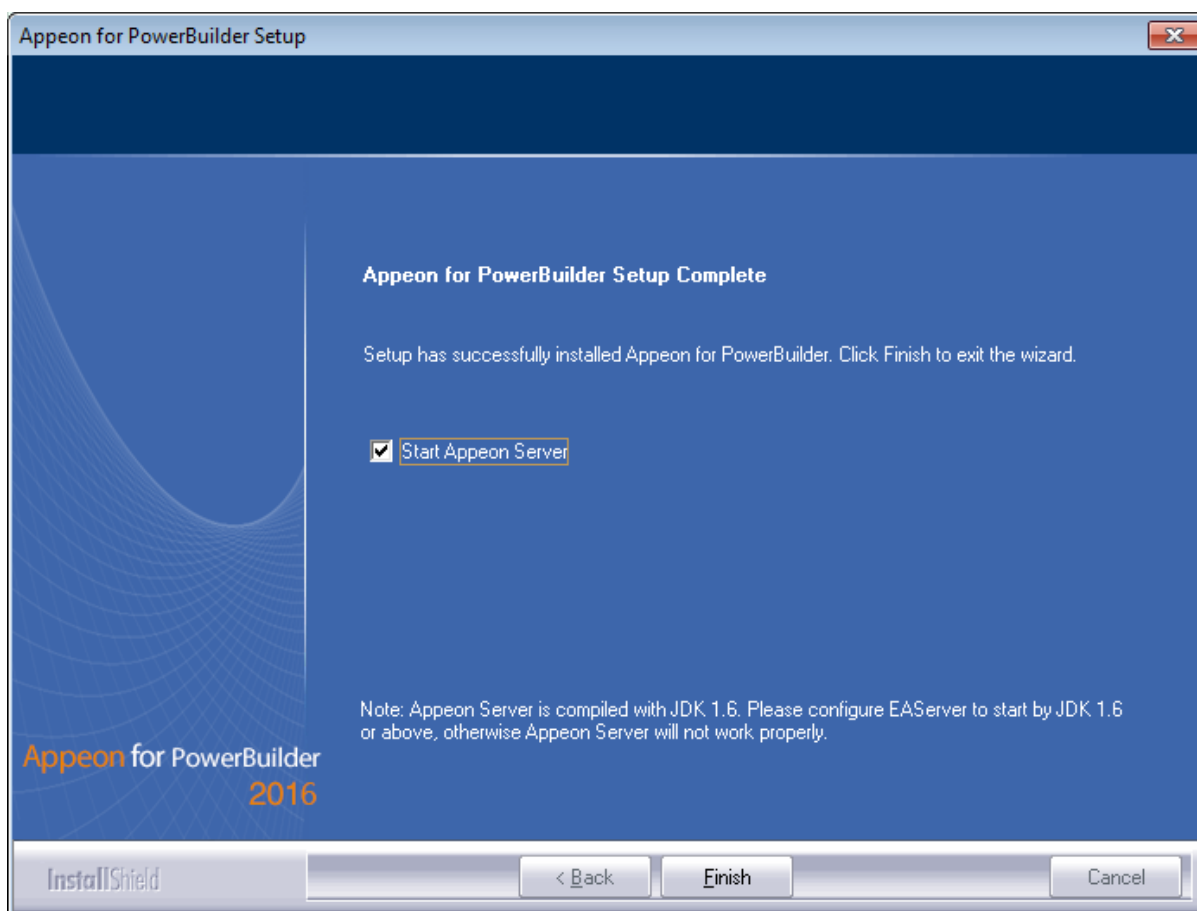 Appeon for PowerBuilder Setup
Appeon for PowerBuilder Setup Complete
Setup has successfully installed Appeon for PowerBuilder. Click Finish to exit the wizard.
Start Appeon Server
Note: Appeon Server is compiled with JDK 1.6. Please configure EAServer to start by JDK 1.6
or above, otherwise Appeon Server will not work properly.
Appeon for PowerBuilder
2016
InstallShield
< Back
Finish
Cancel